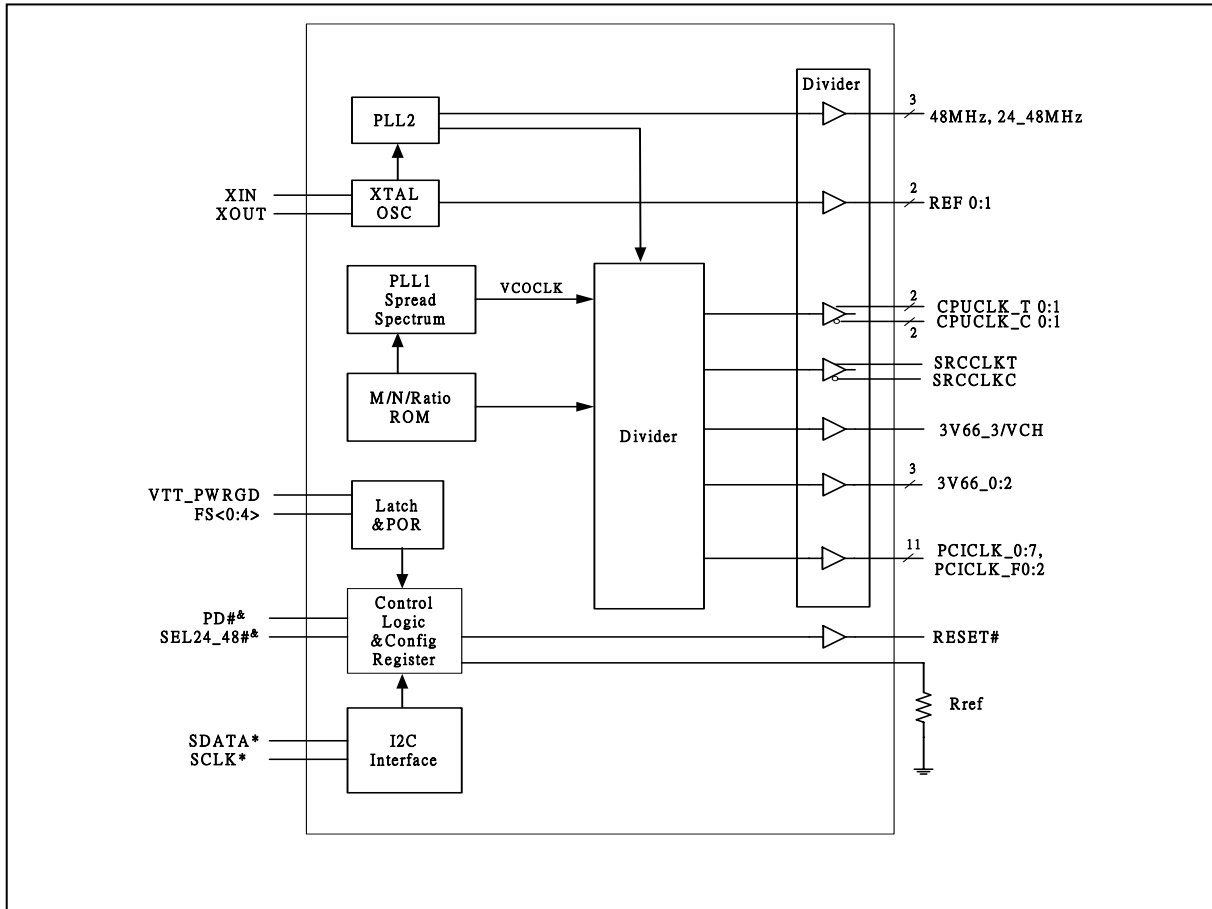 Divider
3
PLL2
48MHz, 24_48MHz
XIN
XOUT
XTAL
OSC
2
REF 0:1
PLL1
Spread
Spectrum
VCOCLK
2
CPUCLK_T 0:1
CPUCLK_C 0:1
2
SRCCLKT
SRCCLKC
M/N/Ratio
ROM
Divider
3V66_3/VCH
3
3V66_0:2
VTT_PWRGD
FS<0:4>
Latch
&POR
11
PCICLK_0:7,
PCICLK_F0:2
PD#&
SEL24_48#&
Control
Logic
&Config
Register
RESET#
Rref
SDATA*
SCLK*
I2C
Interface